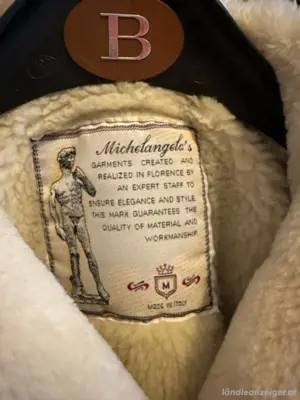 B
Michelangelo's
GARMENTS CREATED AND
REALIZED IN FLORENCE BY
AN EXPERT STAFF TO
ENSURE ELEGANCE AND STYLE.
THIS MARK GUARANTEES THE
QUALITY OF MATERIAL AND
WORKMANSHIP.
M
MADE IN ITALY
ländleanzeiger.at